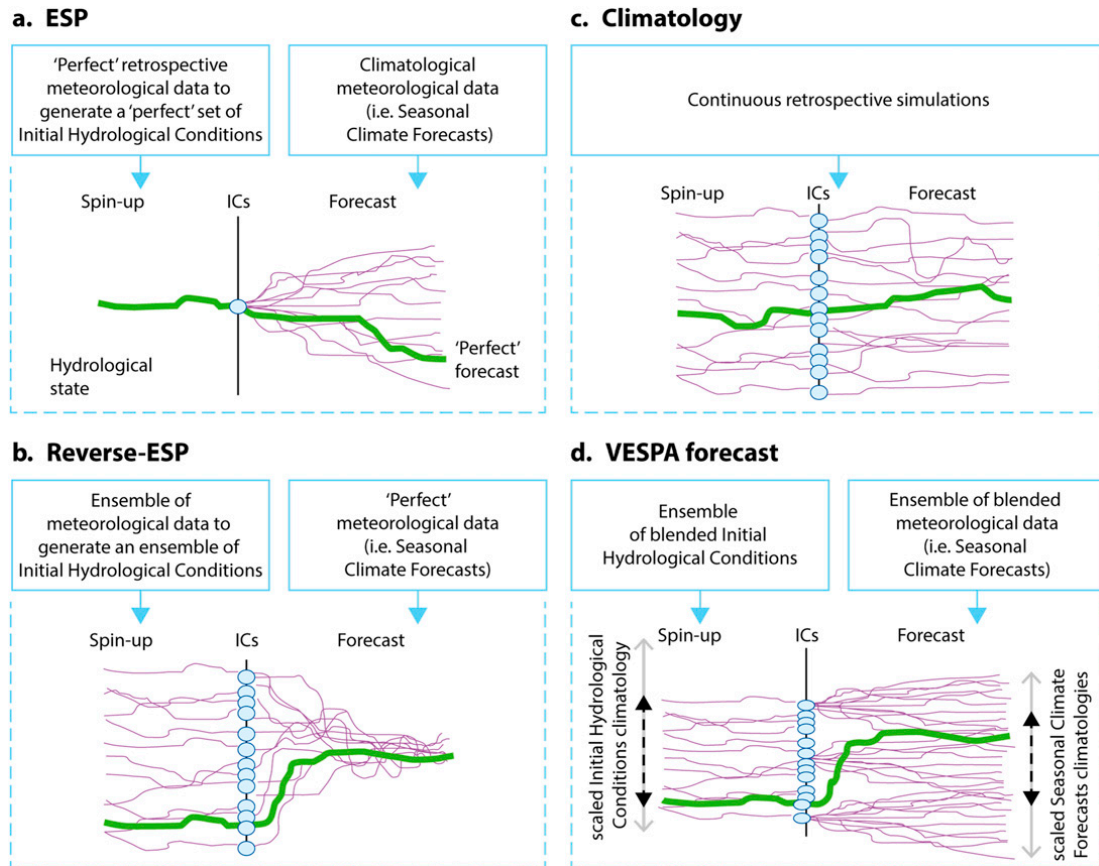 a. ESP
'Perfect' retrospective
meteorological data to
generate a 'perfect' set of
Initial Hydrological Conditions
Climatological
meteorological data
(i.e. Seasonal
Climate Forecasts)
Spin-up
ICs
Forecast
Hydrological
state
'Perfect'
forecast
c. Climatology
Continuous retrospective simulations
Spin-up
ICs
Forecast
b. Reverse-ESP
Ensemble of
meteorological data to
generate an ensemble of
Initial Hydrological Conditions
'Perfect'
meteorological data
(i.e. Seasonal
Climate Forecasts)
Spin-up
ICs
Forecast
d. VESPA forecast
Ensemble
of blended Initial
Hydrological Conditions
Ensemble of blended
meteorological data
(i.e. Seasonal
Climate Forecasts)
Spin-up
ICs
Forecast
scaled Initial Hydrological
Conditions climatology
scaled Seasonal Climate
Forecasts climatologies